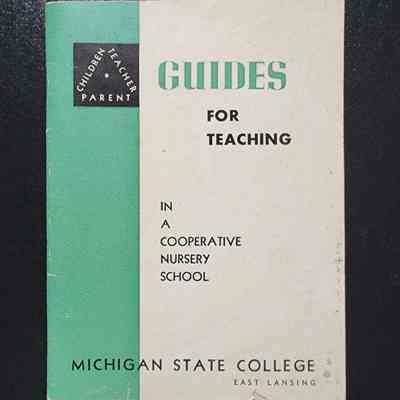 CHILDREN TEACHER
PARENT
GUIDES
FOR
TEACHING
IN
A
COOPERATIVE
NURSERY
SCHOOL
MICHIGAN STATE COLLEGE
EAST LANSING